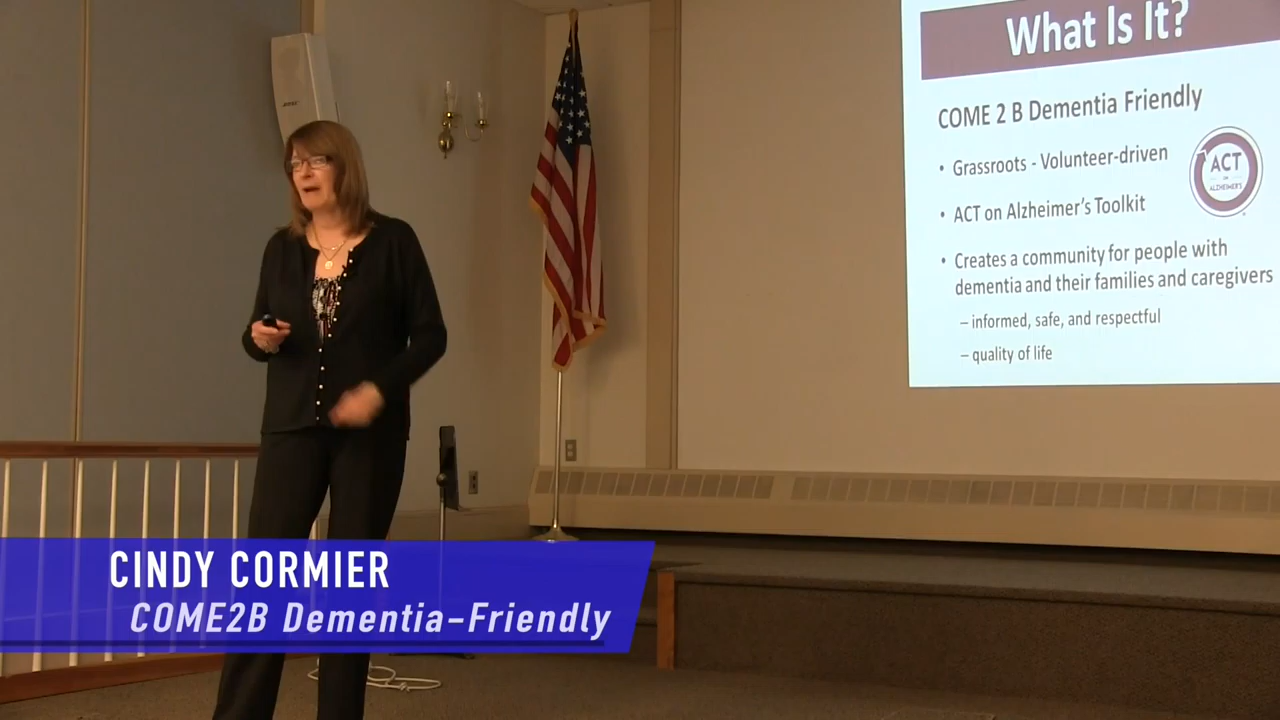 What Is It?
COME 2 B Dementia Friendly
• Grassroots - Volunteer-driven
ACT
ON
ALZHEIMER'S
• ACT on Alzheimer's Toolkit
• Creates a community for people with
dementia and their families and caregivers
– informed, safe, and respectful
– quality of life
BOSE
CINDY CORMIER
COME2B Dementia-Friendly